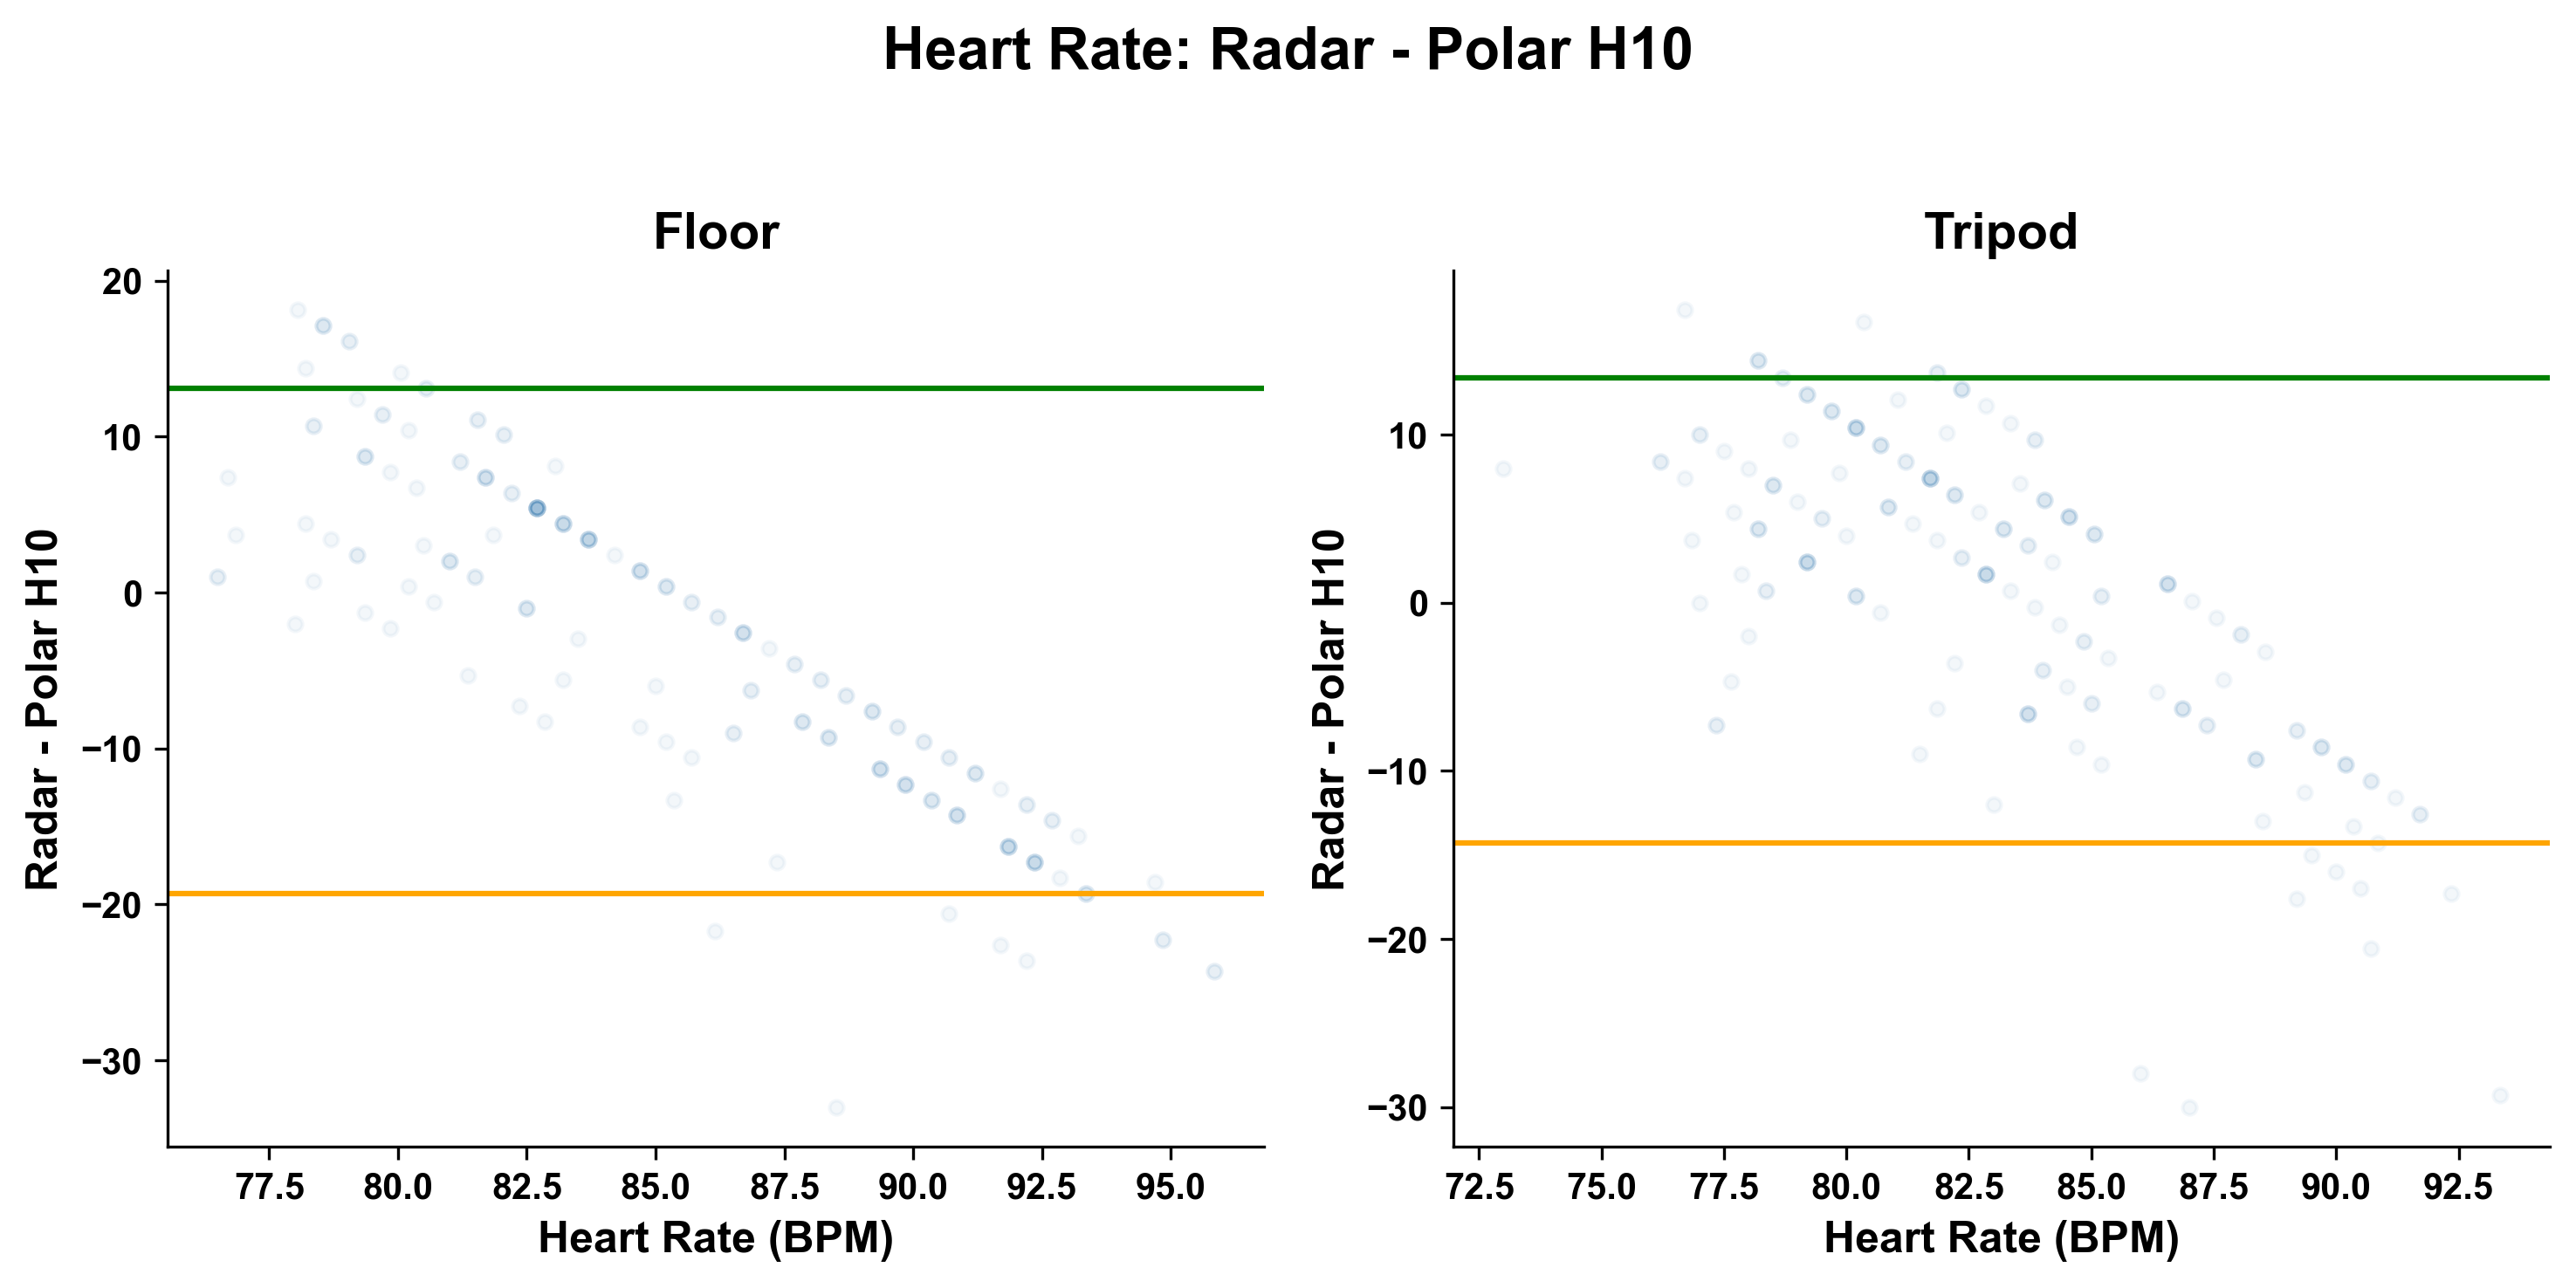 Heart Rate: Radar - Polar H10
Floor
Radar - Polar H10
20
10
0
−10
−20
−30
77.5 80.0 82.5 85.0 87.5 90.0 92.5 95.0
Heart Rate (BPM)
Tripod
Radar - Polar H10
10
0
−10
−20
−30
72.5 75.0 77.5 80.0 82.5 85.0 87.5 90.0 92.5
Heart Rate (BPM)